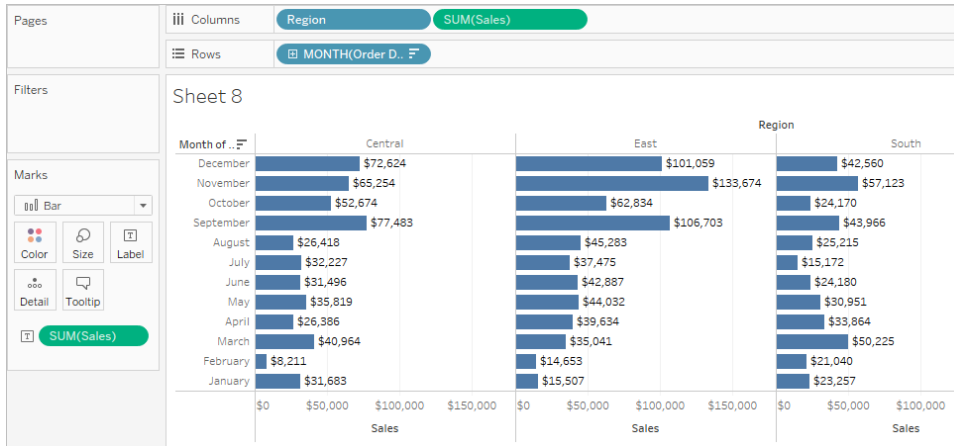 Pages
Columns
Region
SUM(Sales)
Rows
MONTH(Order D..
Filters
Sheet 8
Region
Month of ..
Central
East
South
December $72,624 $101,059 $42,560
November $65,254 $133,674 $57,123
October $52,674 $62,834 $24,170
September $77,483 $106,703 $43,966
August $26,418 $45,283 $25,215
July $32,227 $37,475 $15,172
June $31,496 $42,887 $24,180
May $35,819 $44,032 $30,951
April $26,386 $39,634 $33,864
March $40,964 $35,041 $50,225
February $8,211 $14,653 $21,040
January $31,683 $15,507 $23,257
$0 $50,000 $100,000 $150,000 $0 $50,000 $100,000 $150,000 $0 $50,000 $100,000
Sales Sales Sales
Marks
Bar
Color Size Label
Detail Tooltip
T SUM(Sales)